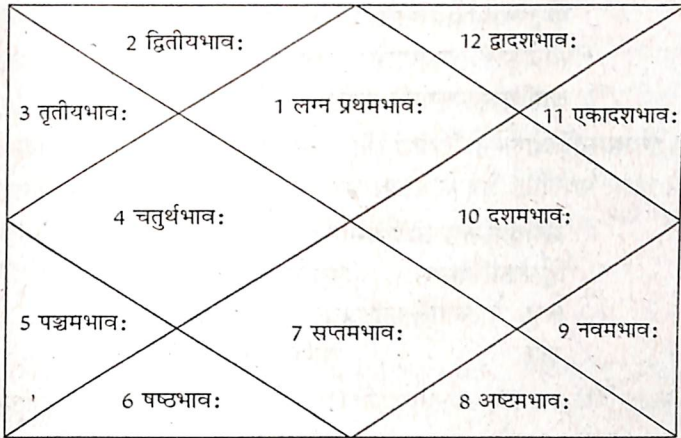 2 द्वितीयभाव:
12 द्वादशभाव:
3 तृतीयभाव:
1 लग्न प्रथमभाव:
11 एकादशभाव:
4 चतुर्थभाव:
10 दशमभाव:
5 पञ्चमभाव:
7 सप्तमभाव:
9 नवमभाव:
6 षष्ठभाव:
8 अष्टमभाव: